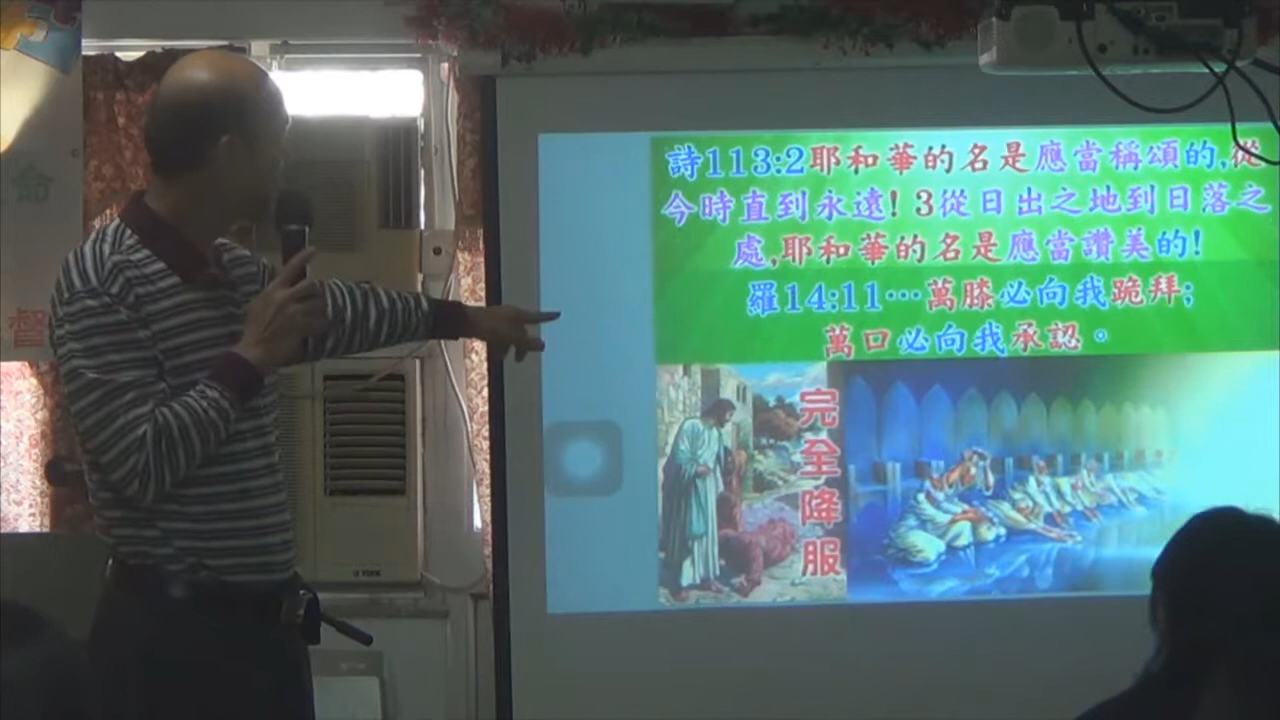 詩113:2耶和華的名是應當稱頌的,從
今時直到永遠! 3從日出之地到日落之
處,耶和華的名是應當讚美的!
羅14:11…萬膝必向我跪拜;
萬口必向我承認。
完全降服
命
督
YORK